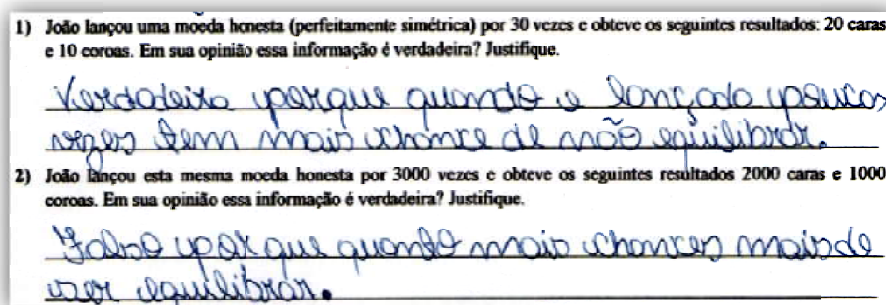 1) João lançou uma moeda honesta (perfeitamente simétrica) por 30 vezes e obteve os seguintes resultados: 20 caras
e 10 coroas. Em sua opinião essa informação é verdadeira? Justifique.
Verdadeira porque quando e lançado poucas
vezes tem mais chance de não equilibrar.
2) João lançou esta mesma moeda honesta por 3000 vezes e obteve os seguintes resultados 2000 caras e 1000
coroas. Em sua opinião essa informação é verdadeira? Justifique.
Falso porque quanto mais chances mais de
ser equilibrar.